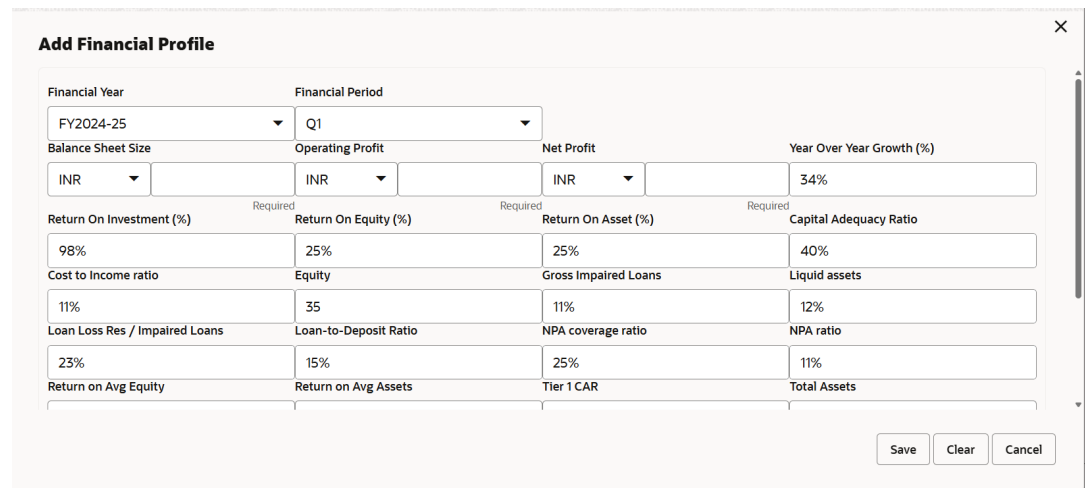 Add Financial Profile
Financial Year Financial Period
FY2024-25 Q1
Balance Sheet Size Operating Profit Net Profit Year Over Year Growth (%)
INR INR INR 34%
Required Required Required
Return On Investment (%) Return On Equity (%) Return On Asset (%) Capital Adequacy Ratio
98% 25% 25% 40%
Cost to Income ratio Equity Gross Impaired Loans Liquid assets
11% 35 11% 12%
Loan Loss Res / Impaired Loans Loan-to-Deposit Ratio NPA coverage ratio NPA ratio
23% 15% 25% 11%
Return on Avg Equity Return on Avg Assets Tier 1 CAR Total Assets
Save Clear Cancel